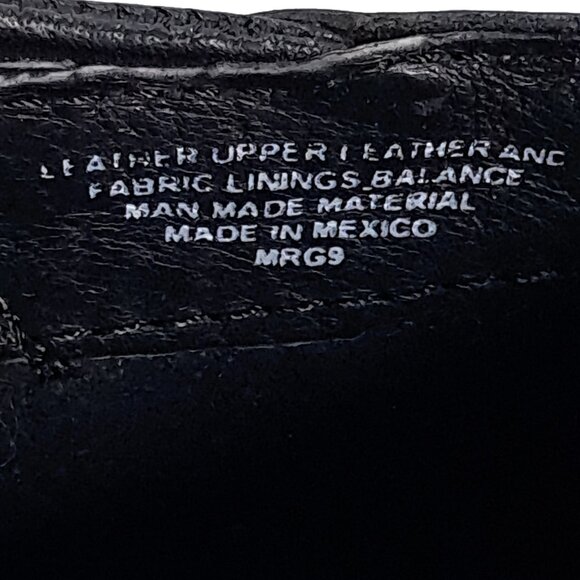 LEATHER UPPER LEATHER AND
FABRIC LININGS.BALANCE
MAN MADE MATERIAL
MADE IN MEXICO
MRG9